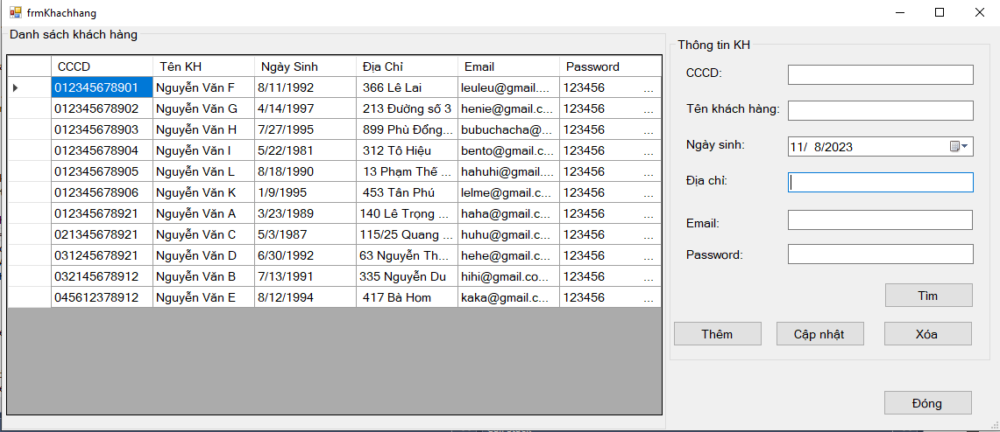 frmKhachhang
Danh sách khách hàng
CCCD Tên KH Ngày Sinh Địa Chỉ Email Password
012345678901 Nguyễn Văn F 8/11/1992 366 Lê Lai leuleu@gmail.... 123456 ...
012345678902 Nguyễn Văn G 4/14/1997 213 Đường số 3 henie@gmail.c... 123456 ...
012345678903 Nguyễn Văn H 7/27/1995 899 Phù Đổng... bubuchacha@... 123456 ...
012345678904 Nguyễn Văn I 5/22/1981 312 Tô Hiệu bento@gmail.c... 123456 ...
012345678905 Nguyễn Văn L 8/18/1990 13 Phạm Thế ... hahuhi@gmail.... 123456 ...
012345678906 Nguyễn Văn K 1/9/1995 453 Tân Phú lelme@gmail.c... 123456 ...
012345678921 Nguyễn Văn A 3/23/1989 140 Lê Trọng ... haha@gmail.c... 123456 ...
021345678921 Nguyễn Văn C 5/3/1987 115/25 Quang ... huhu@gmail.c... 123456 ...
031245678921 Nguyễn Văn D 6/30/1992 63 Nguyễn Th... hehe@gmail.c... 123456 ...
032145678912 Nguyễn Văn B 7/13/1991 335 Nguyễn Du hihi@gmail.co... 123456 ...
045612378912 Nguyễn Văn E 8/12/1994 417 Bà Hom kaka@gmail.c... 123456 ...
Thông tin KH
CCCD:
Tên khách hàng:
Ngày sinh: 11/ 8/2023
Địa chỉ:
Email:
Password:
Tìm
Thêm Cập nhật Xóa
Đóng